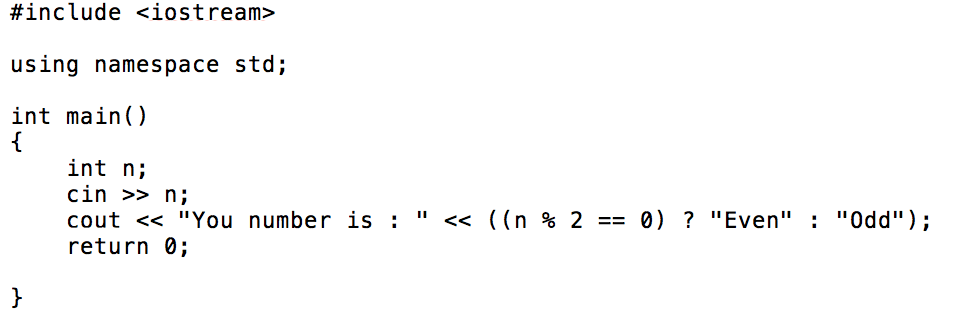 #include <iostream>
using namespace std;
int main()
{
    int n;
    cin >> n;
    cout << "You number is : " << ((n % 2 == 0) ? "Even" : "Odd");
    return 0;
}